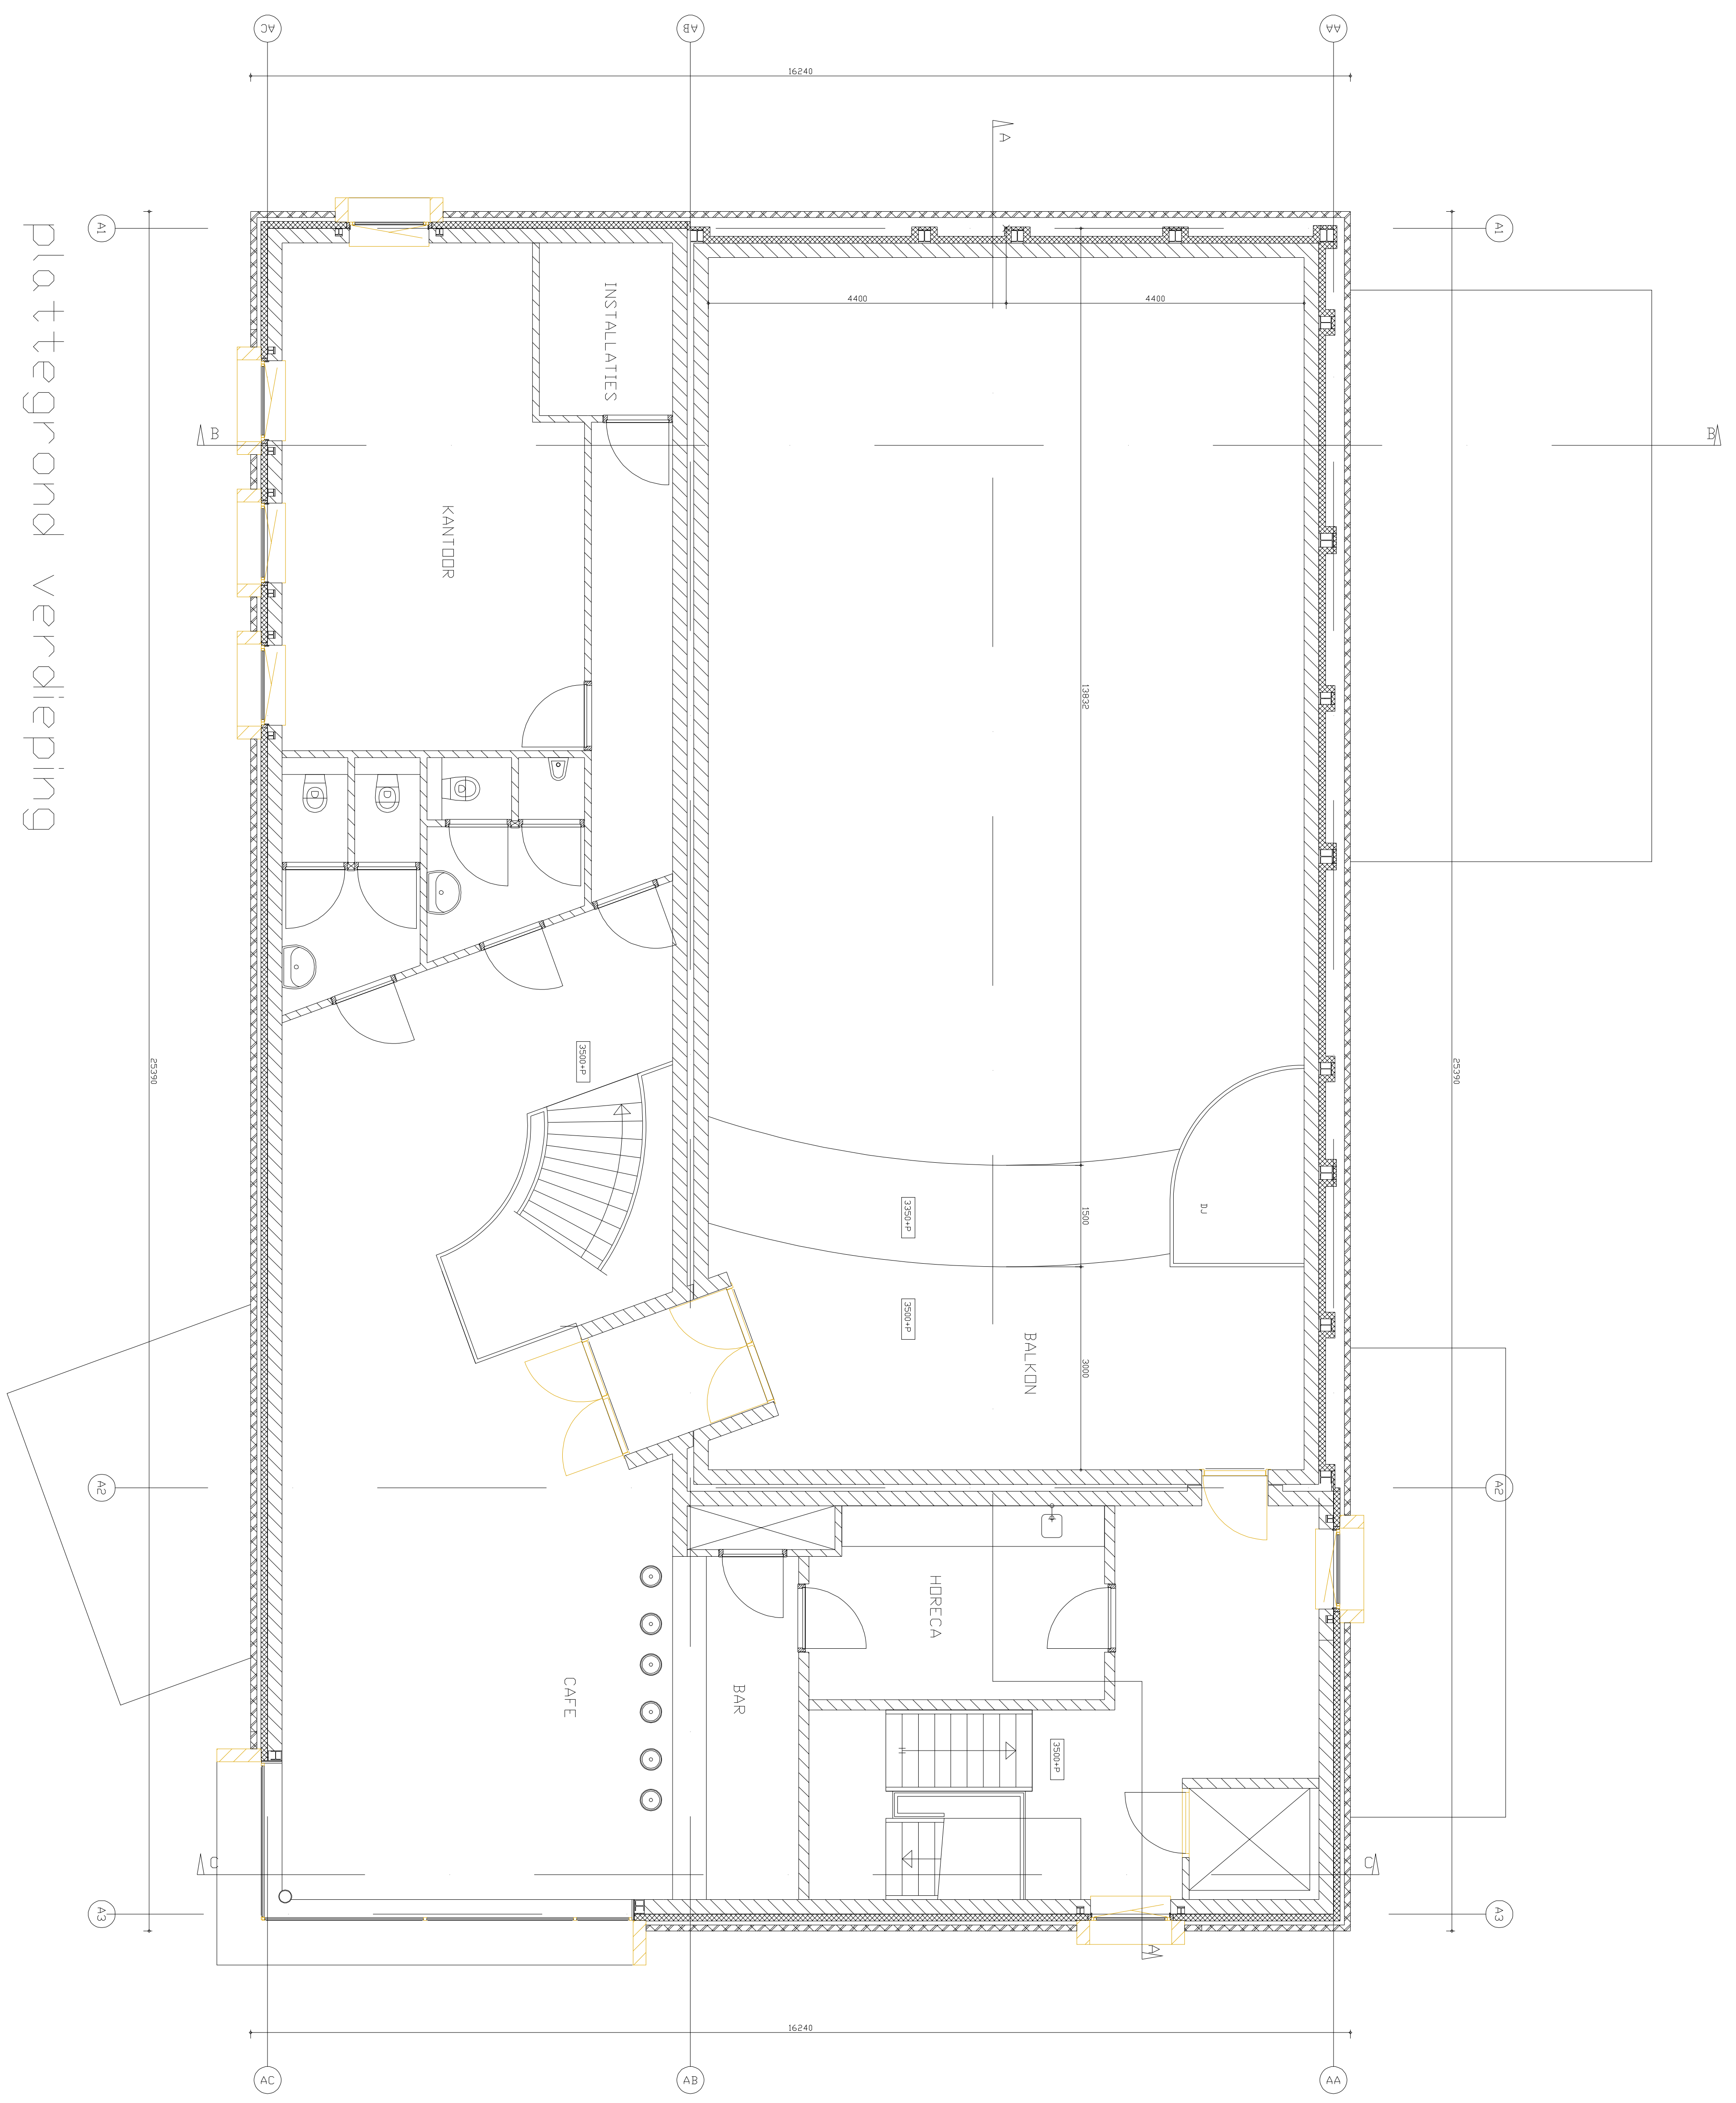 AC
AB
AA
16240
A
A1
A1
4400
4400
INSTALLATIES
B
B
KANTOOR
13832
plattegrond verdieping
25390
25390
3500+P
3350+P
1500
DJ
3500+P
BALKON
3000
A2
A2
HORECA
CAFE
BAR
3500+P
C
C
A3
A3
A
16240
AC
AB
AA